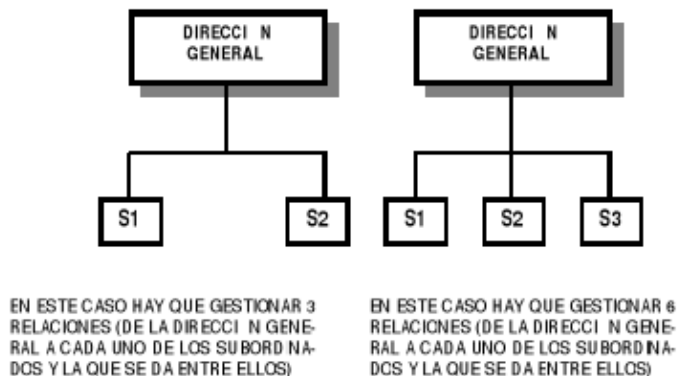 DIRECCI N
GENERAL
S1
S2
EN ESTE CASO HAY QUE GESTIONAR 3
RELACIONES (DE LA DIRECCI N GENE-
RAL A CADA UNO DE LOS SUBORD NA-
DOS Y LA QUE SE DA ENTRE ELLOS)
DIRECCI N
GENERAL
S1
S2
S3
EN ESTE CASO HAY QUE GESTIONAR 6
RELACIONES (DE LA DIRECCI N GENE-
RAL A CADA UNO DE LOS SUBORDINA-
DOS Y LA QUE SE DA ENTRE ELLOS)